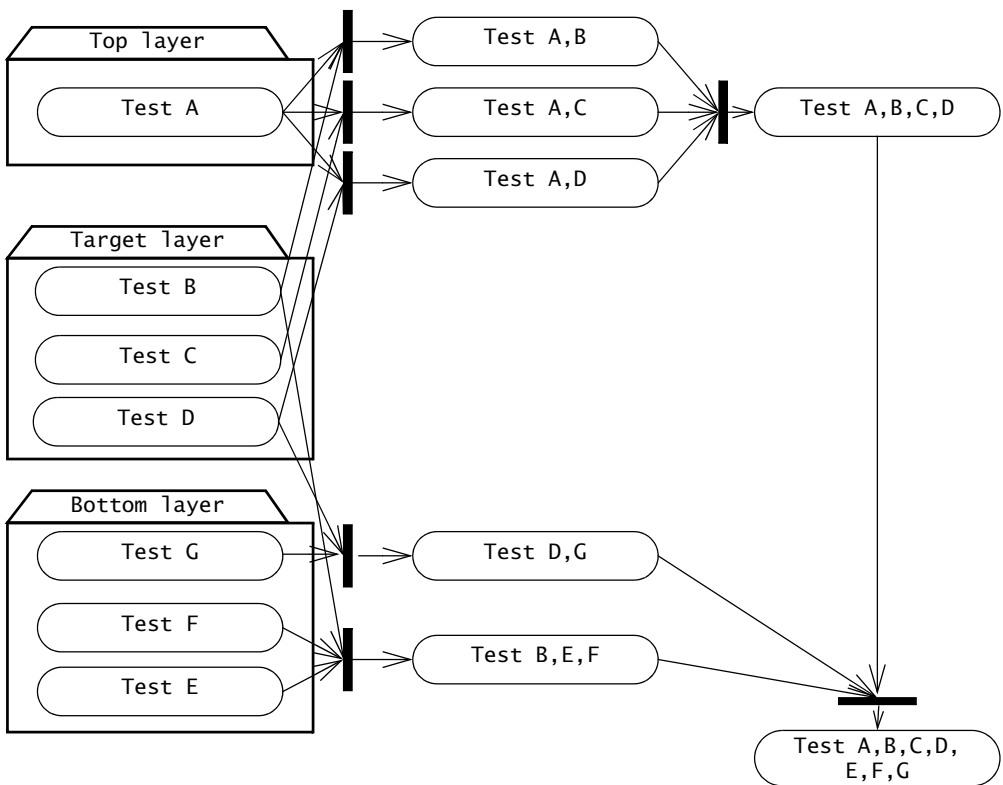 Top layer
Test A
Test A,B
Test A,C
Test A,D
Test A,B,C,D
Target layer
Test B
Test C
Test D
Bottom layer
Test G
Test F
Test E
Test D,G
Test B,E,F
Test A,B,C,D,
E,F,G